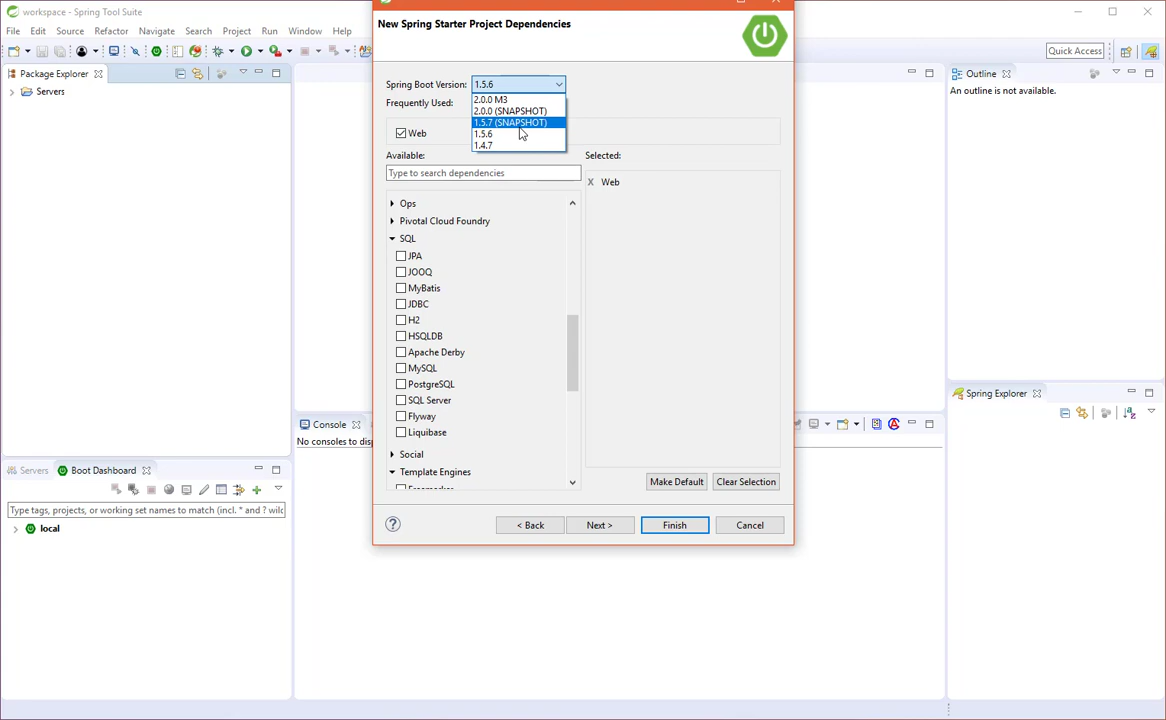 workspace - Spring Tool Suite
File Edit Source Refactor Navigate Search Project Run Window Help
Quick Access
Package Explorer
Servers
New Spring Starter Project Dependencies
Spring Boot Version: 1.5.6
2.0.0 M3
2.0.0 (SNAPSHOT)
1.5.7 (SNAPSHOT)
1.5.6
1.4.7
Frequently Used:
Web
Available:
Type to search dependencies
Ops
Pivotal Cloud Foundry
SQL
JPA
JOOQ
MyBatis
JDBC
H2
HSQLDB
Apache Derby
MySQL
PostgreSQL
SQL Server
Flyway
Liquibase
Social
Template Engines
Selected:
X Web
Make Default Clear Selection
< Back Next > Finish Cancel
Outline
An outline is not available.
Spring Explorer
Console
No consoles to disp
Servers Boot Dashboard
Type tags, projects, or working set names to match (incl. * and ? wilc
local